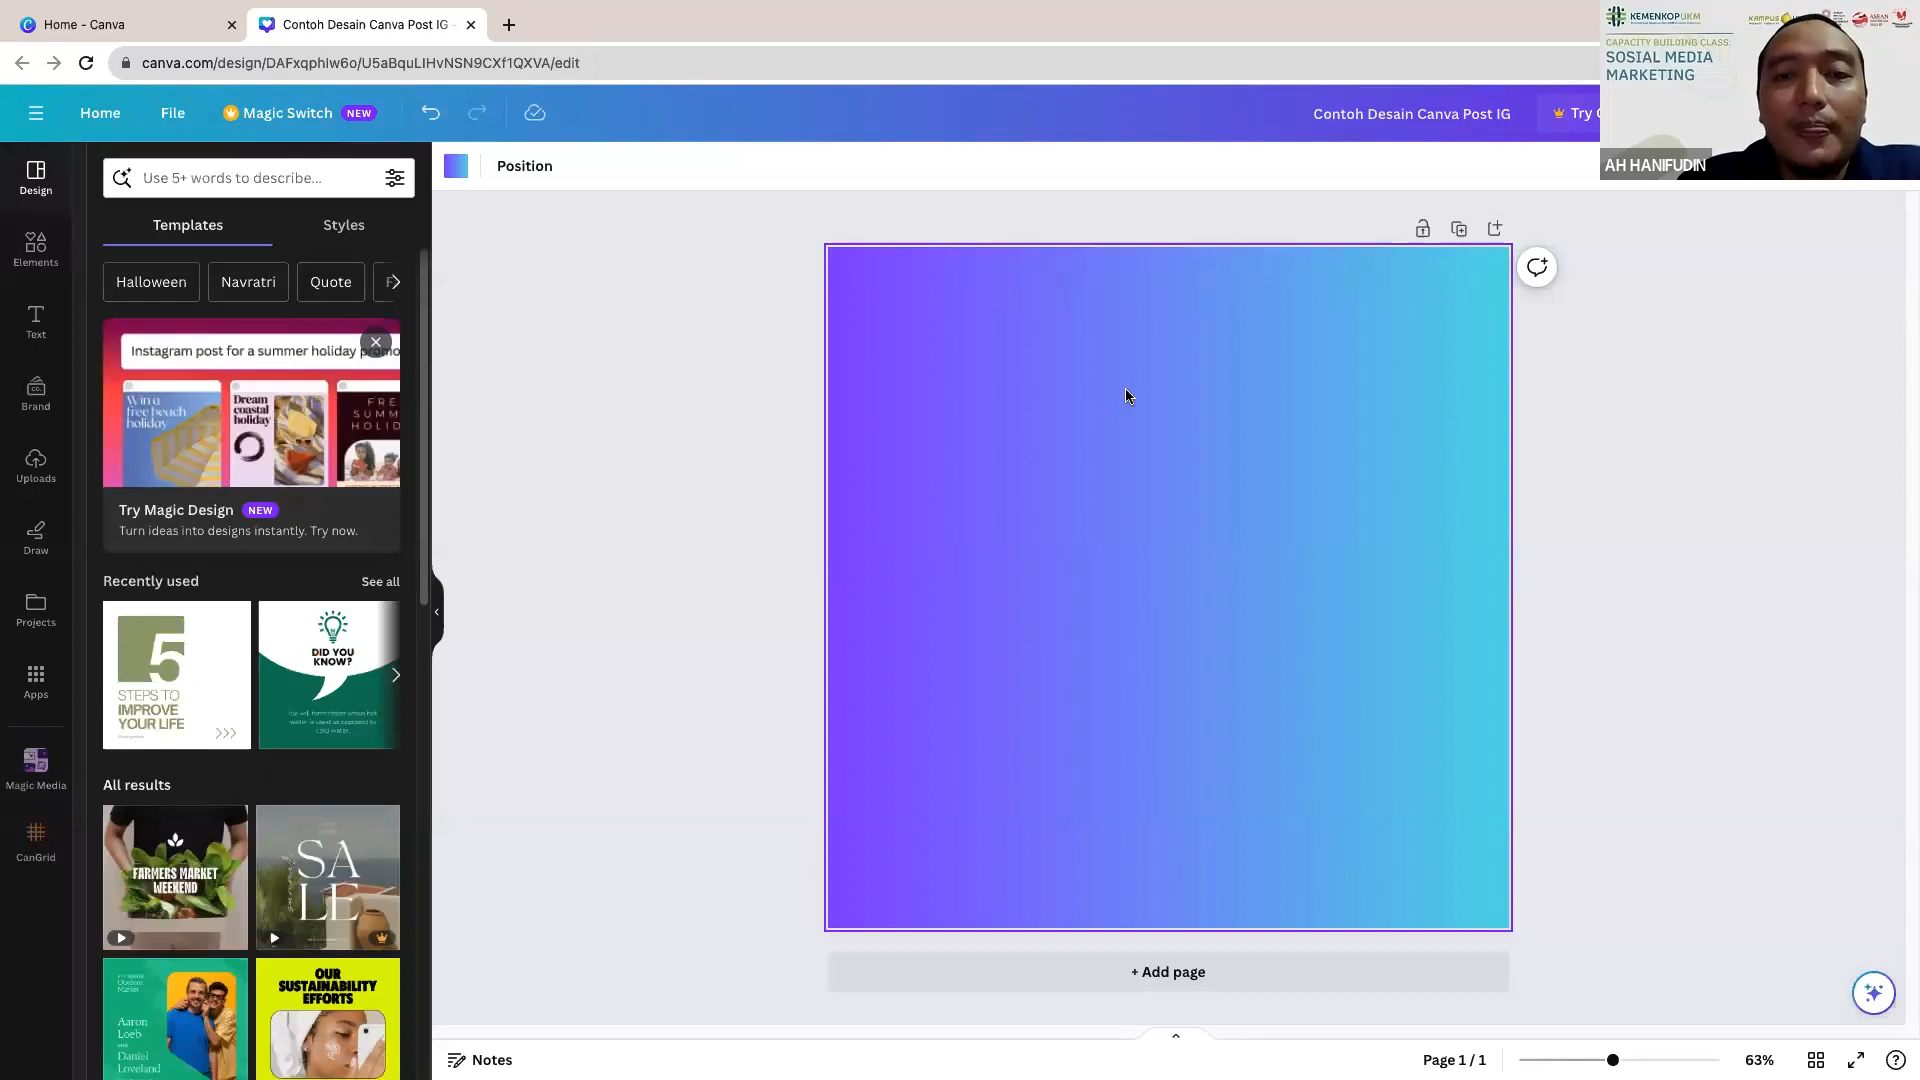 Home - Canva
Contoh Desain Canva Post IG -
canva.com/design/DAFxqphlw6o/U5aBquLIHvNSN9CXf1QXVA/edit
KEMENKOPUKM
CAPACITY BUILDING CLASS:
SOSIAL MEDIA
MARKETING
AH HANIFUDIN
Home
File
Magic Switch
NEW
Contoh Desain Canva Post IG
Try
Design
Elements
Text
Brand
Uploads
Draw
Projects
Apps
Magic Media
CanGrid
Use 5+ words to describe...
Position
Templates
Styles
Halloween
Navratri
Quote
Instagram post for a summer holiday promo
Win a
free beach
holiday
Dream
coastal
holiday
Try Magic Design
NEW
Turn ideas into designs instantly. Try now.
Recently used
See all
5
STEPS TO
IMPROVE
YOUR LIFE
DID YOU
KNOW?
All results
FARMERS MARKET
WEEKEND
SA
LE
Aaron
Loeb
Daniel
Loveland
OUR
SUSTAINABILITY
EFFORTS
+ Add page
Notes
Page 1 / 1
63%